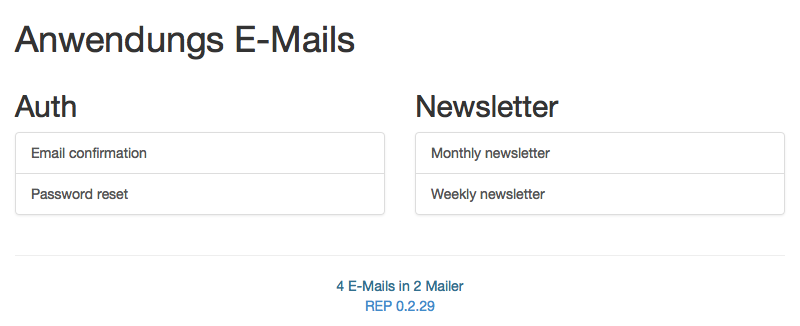 Anwendungs E-Mails
Auth
Email confirmation
Password reset
Newsletter
Monthly newsletter
Weekly newsletter
4 E-Mails in 2 Mailer
REP 0.2.29